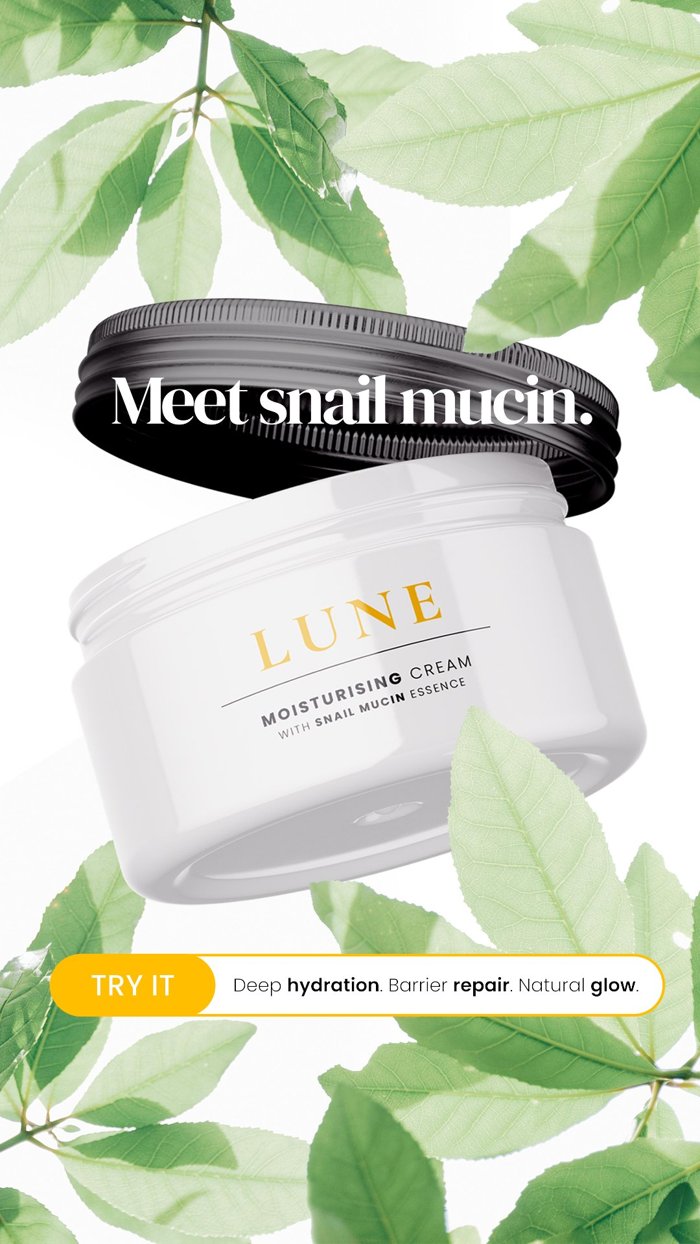 Meet snail mucin.
LUNE
MOISTURISING CREAM
WITH SNAIL MUCIN ESSENCE
TRY IT
Deep hydration. Barrier repair. Natural glow.